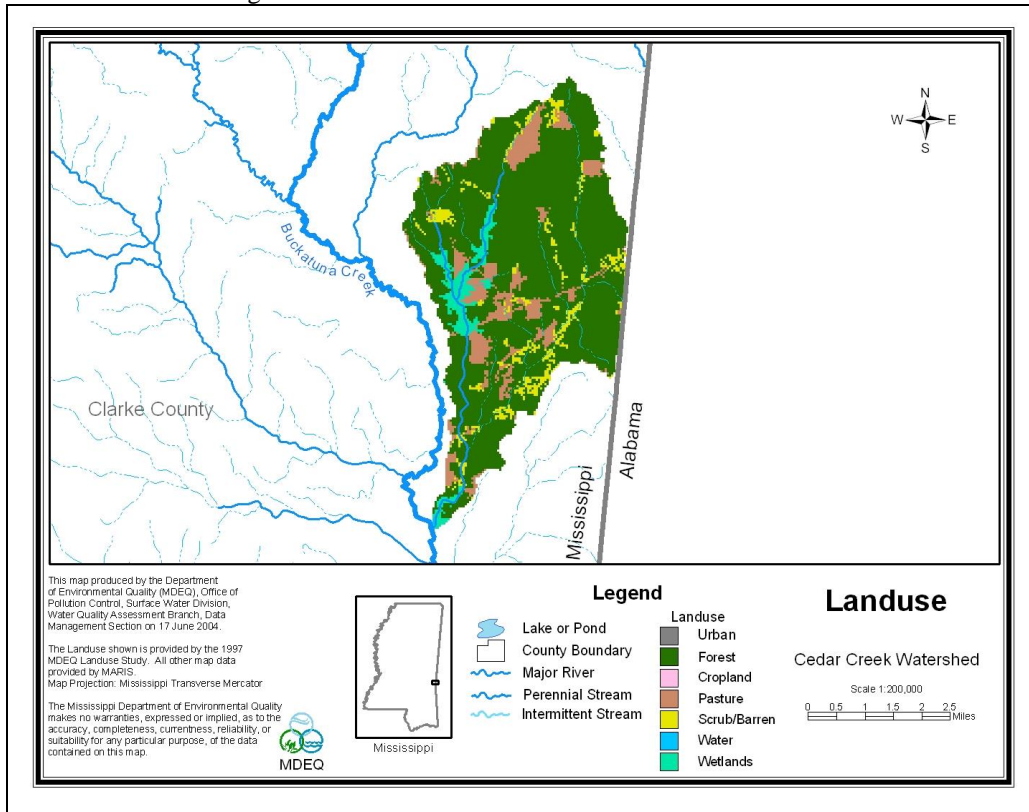 N
W E
S
Buckatuna Creek
Clarke County
Mississippi
Alabama
This map produced by the Department
of Environmental Quality (MDEQ), Office of
Pollution Control, Surface Water Division,
Water Quality Assessment Branch, Data
Management Section on 17 June 2004.
The Landuse shown is provided by the 1997
MDEQ Landuse Study. All other map data
provided by MARIS.
Map Projection: Mississippi Transverse Mercator
The Mississippi Department of Environmental Quality
makes no warranties, expressed or implied, as to the
accuracy, completeness, currentness, reliability, or
suitability for any particular purpose, of the data
contained on this map.
MDEQ
Mississippi
Legend
Lake or Pond
County Boundary
Major River
Perennial Stream
Intermittent Stream
Landuse
Urban
Forest
Cropland
Pasture
Scrub/Barren
Water
Wetlands
Landuse
Cedar Creek Watershed
Scale 1:200,000
0 0.5 1 1.5 2 2.5
Miles